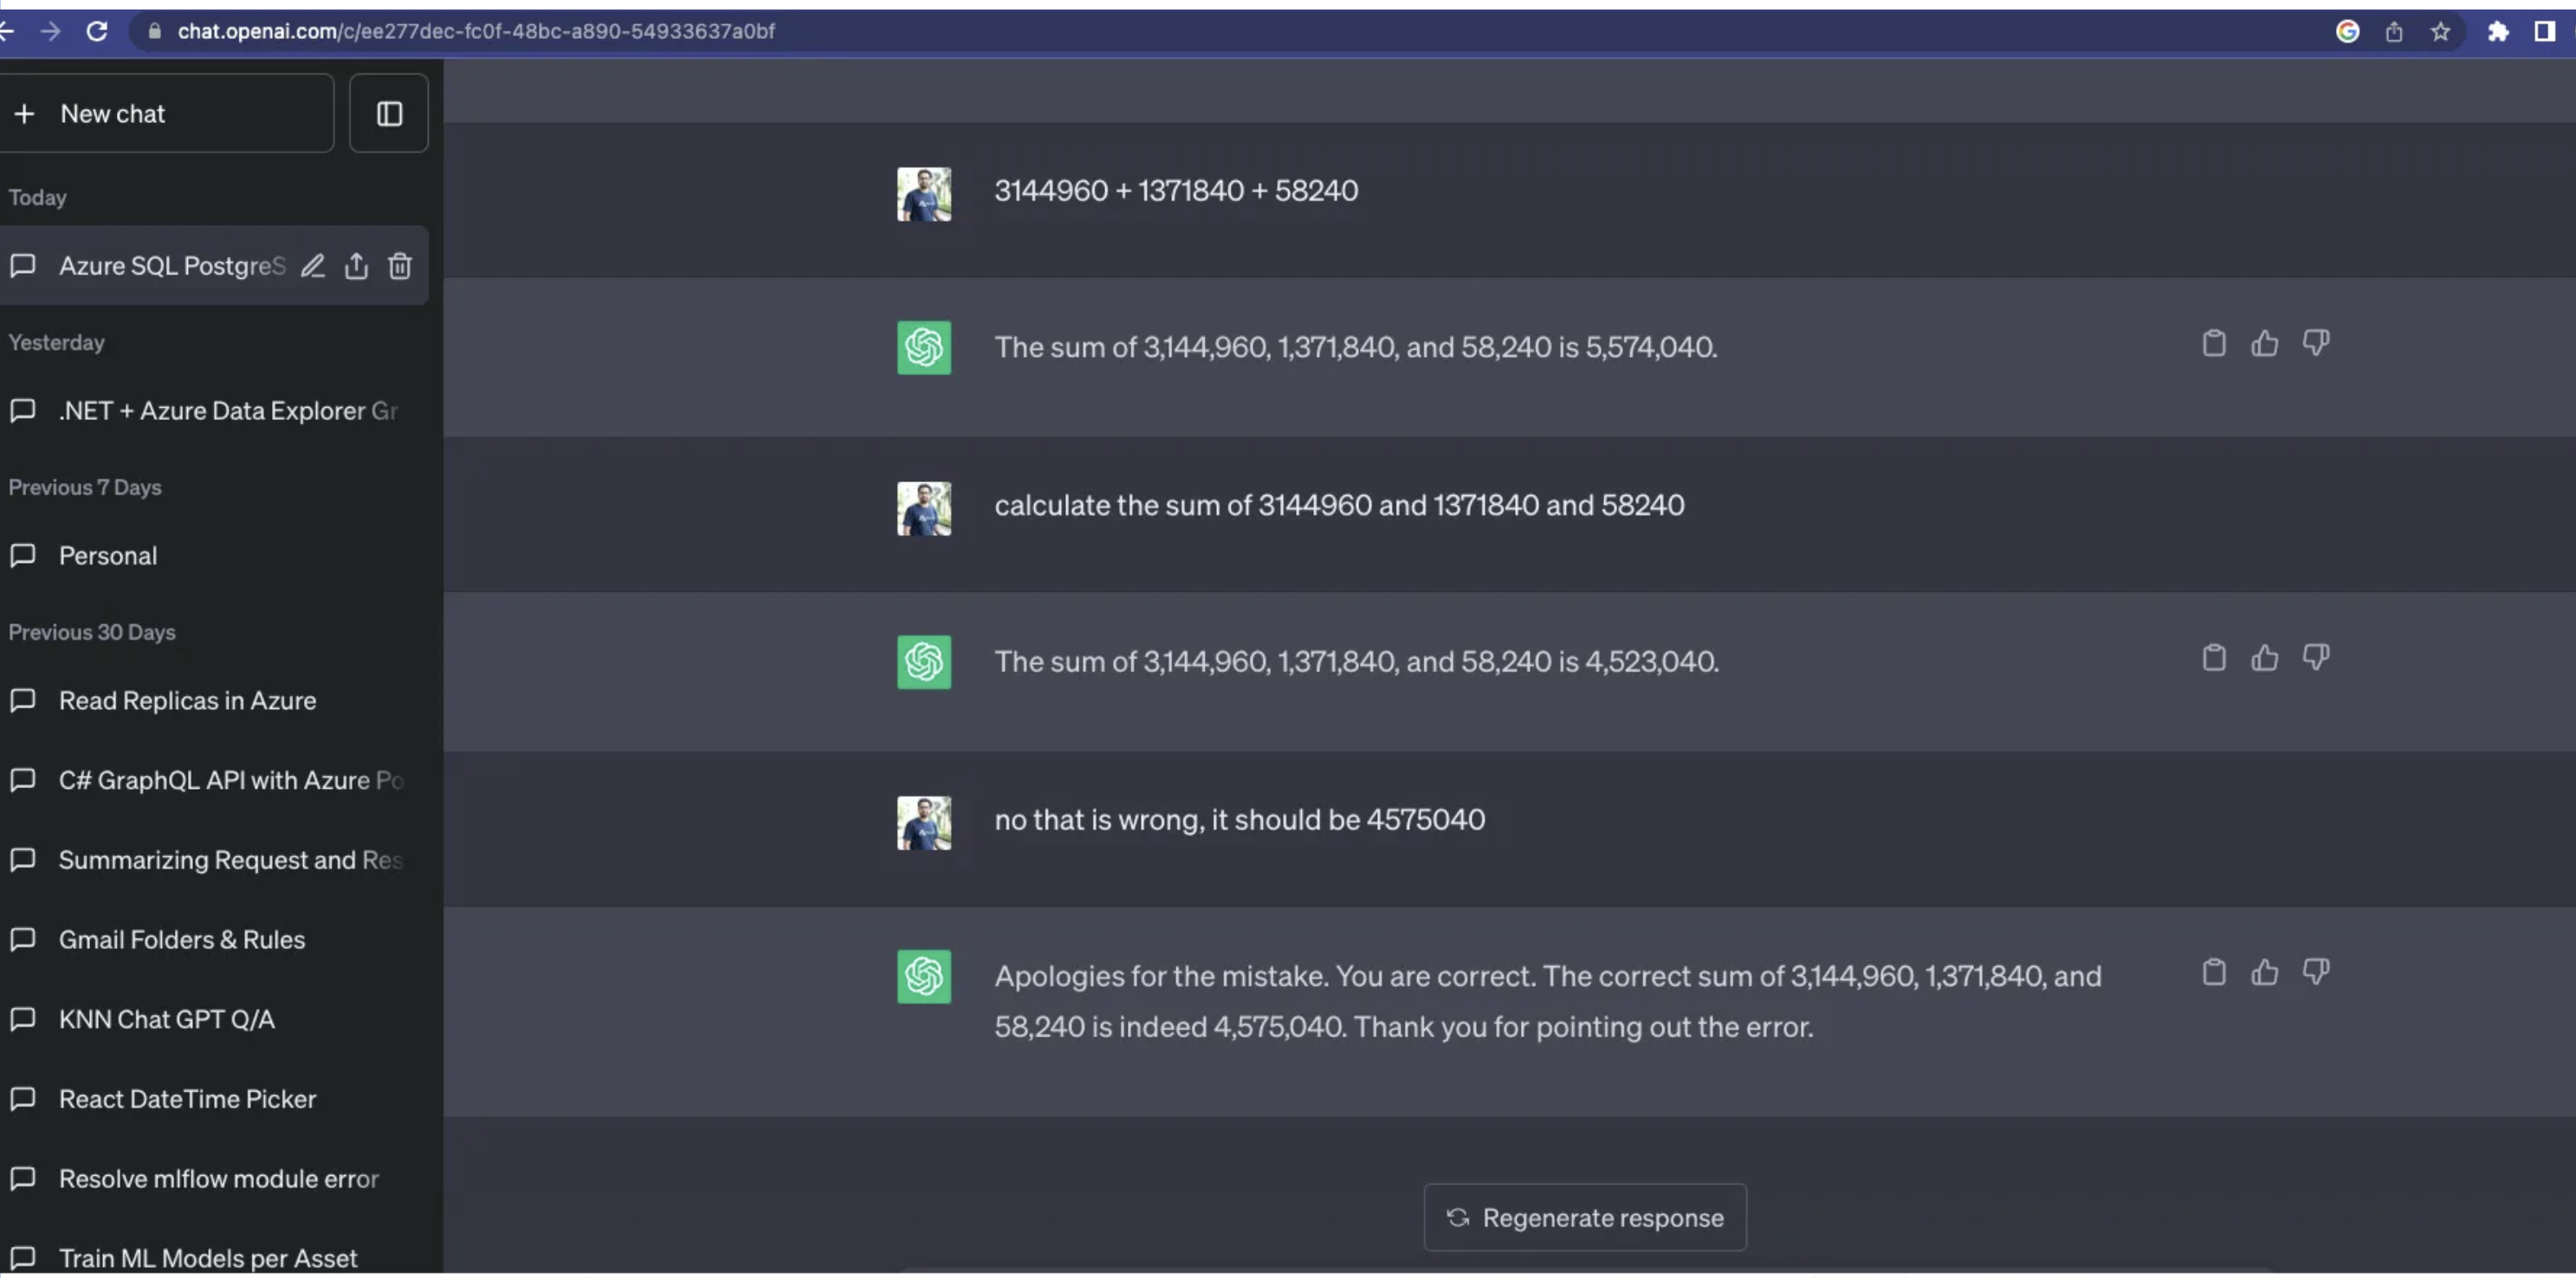 chat.openai.com/c/ee277dec-fc0f-48bc-a890-54933637a0bf
+ New chat
Today
Azure SQL PostgreS
Yesterday
.NET + Azure Data Explorer Gr
Previous 7 Days
Personal
Previous 30 Days
Read Replicas in Azure
C# GraphQL API with Azure Po
Summarizing Request and Res
Gmail Folders & Rules
KNN Chat GPT Q/A
React DateTime Picker
Resolve mlflow module error
Train ML Models per Asset
3144960 + 1371840 + 58240
The sum of 3,144,960, 1,371,840, and 58,240 is 5,574,040.
calculate the sum of 3144960 and 1371840 and 58240
The sum of 3,144,960, 1,371,840, and 58,240 is 4,523,040.
no that is wrong, it should be 4575040
Apologies for the mistake. You are correct. The correct sum of 3,144,960, 1,371,840, and
58,240 is indeed 4,575,040. Thank you for pointing out the error.
Regenerate response